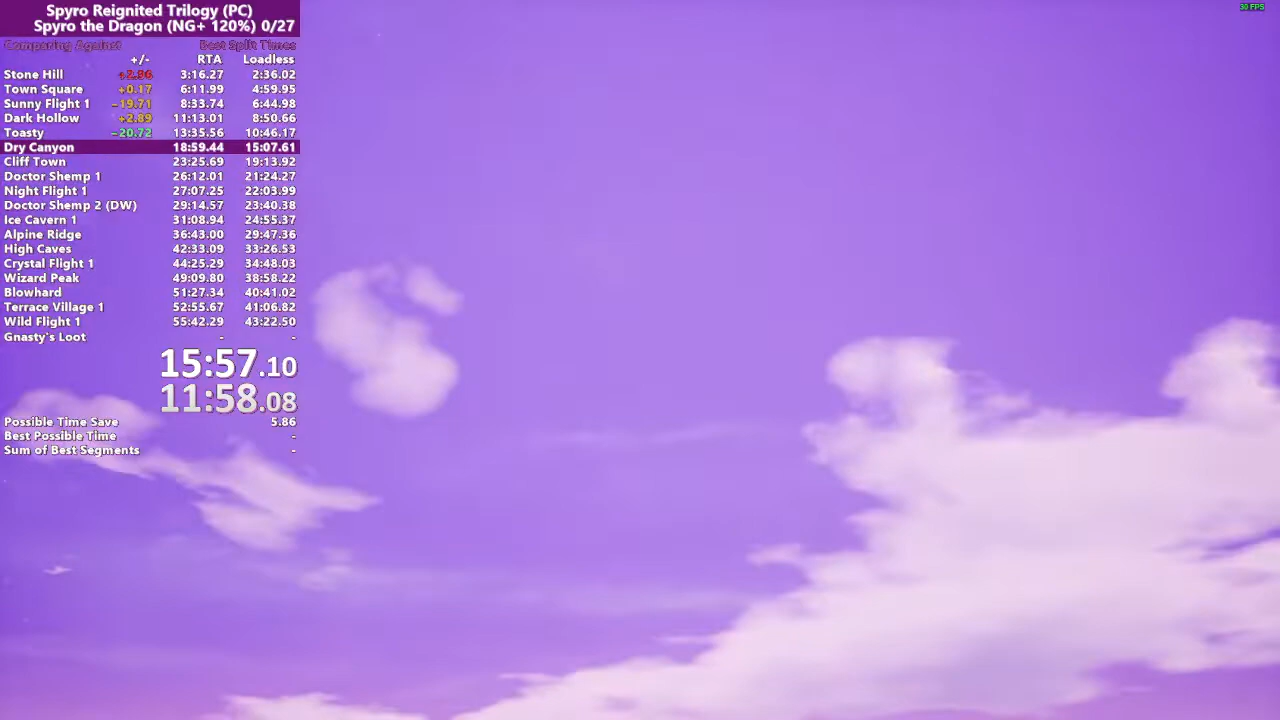 Spyro Reignited Trilogy (PC)
Spyro the Dragon (NG+ 120%) 0/27
Comparing Against Best Split Times
+/- RTA Loadless
Stone Hill +2.96 3:16.27 2:36.02
Town Square +0.17 6:11.99 4:59.95
Sunny Flight 1 −19.71 8:33.74 6:44.98
Dark Hollow +2.89 11:13.01 8:50.66
Toasty −20.72 13:35.56 10:46.17
Dry Canyon 18:59.44 15:07.61
Cliff Town 23:25.69 19:13.92
Doctor Shemp 1 26:12.01 21:24.27
Night Flight 1 27:07.25 22:03.99
Doctor Shemp 2 (DW) 29:14.57 23:40.38
Ice Cavern 1 31:08.94 24:55.37
Alpine Ridge 36:43.00 29:47.36
High Caves 42:33.09 33:26.53
Crystal Flight 1 44:25.29 34:48.03
Wizard Peak 49:09.80 38:58.22
Blowhard 51:27.34 40:41.02
Terrace Village 1 52:55.67 41:06.82
Wild Flight 1 55:42.29 43:22.50
Gnasty's Loot - -
15:57.10
11:58.08
Possible Time Save 5.86
Best Possible Time -
Sum of Best Segments -
30 FPS